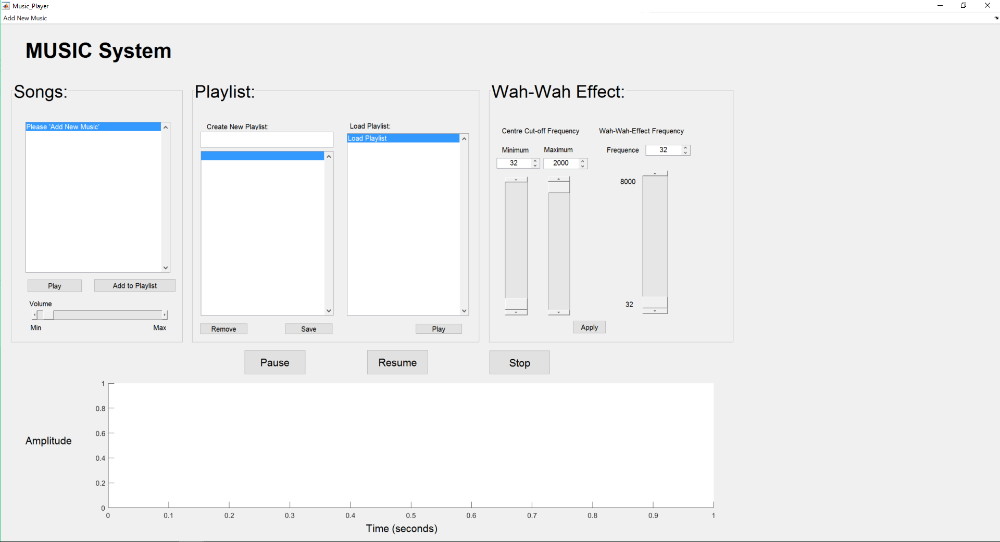 Music_Player
Add New Music
MUSIC System
Songs:
Please 'Add New Music'
Play
Add to Playlist
Volume
Min
Max
Playlist:
Create New Playlist:
Load Playlist:
Load Playlist
Remove
Save
Play
Wah-Wah Effect:
Centre Cut-off Frequency
Wah-Wah-Effect Frequency
Minimum
Maximum
Frequence
32
32
2000
8000
32
Apply
Pause
Resume
Stop
Amplitude
1
0.8
0.6
0.4
0.2
0
0
0.1
0.2
0.3
0.4
0.5
0.6
0.7
0.8
0.9
1
Time (seconds)